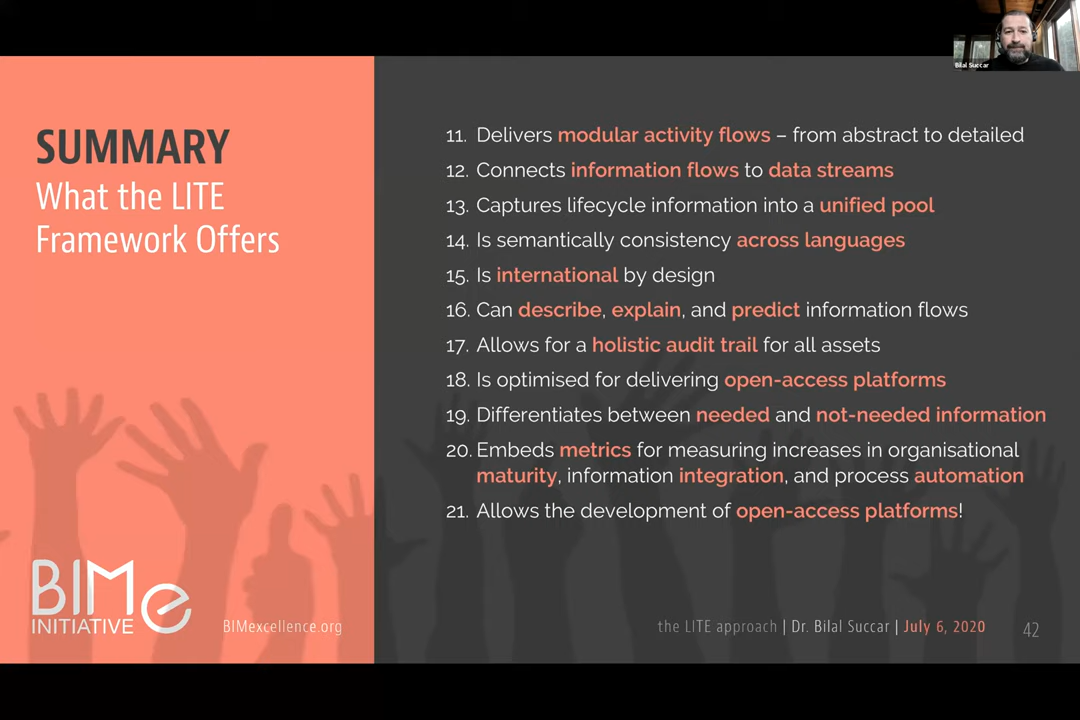 Bilal Succar
SUMMARY
What the LITE
Framework Offers
11. Delivers modular activity flows – from abstract to detailed
12. Connects information flows to data streams
13. Captures lifecycle information into a unified pool
14. Is semantically consistency across languages
15. Is international by design
16. Can describe, explain, and predict information flows
17. Allows for a holistic audit trail for all assets
18. Is optimised for delivering open-access platforms
19. Differentiates between needed and not-needed information
20. Embeds metrics for measuring increases in organisational
maturity, information integration, and process automation
21. Allows the development of open-access platforms!
BIMe
INITIATIVE
BIMexcellence.org
the LITE approach | Dr. Bilal Succar | July 6, 2020
42